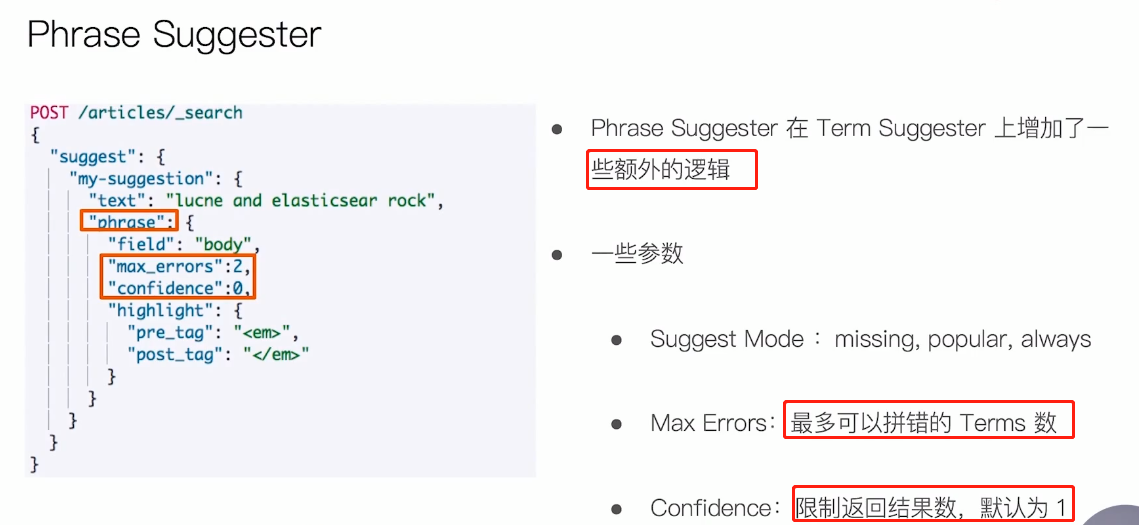 Phrase Suggester
POST /articles/_search
{
"suggest": {
"my-suggestion": {
"text": "lucne and elasticsear rock",
"phrase": {
"field": "body",
"max_errors":2,
"confidence":0,
"highlight": {
"pre_tag": "<em>",
"post_tag": "</em>"
}
}
}
}
}
● Phrase Suggester 在 Term Suggester 上增加了一
些额外的逻辑
● 一些参数
● Suggest Mode : missing, popular, always
● Max Errors: 最多可以拼错的 Terms 数
● Confidence: 限制返回结果数，默认为 1